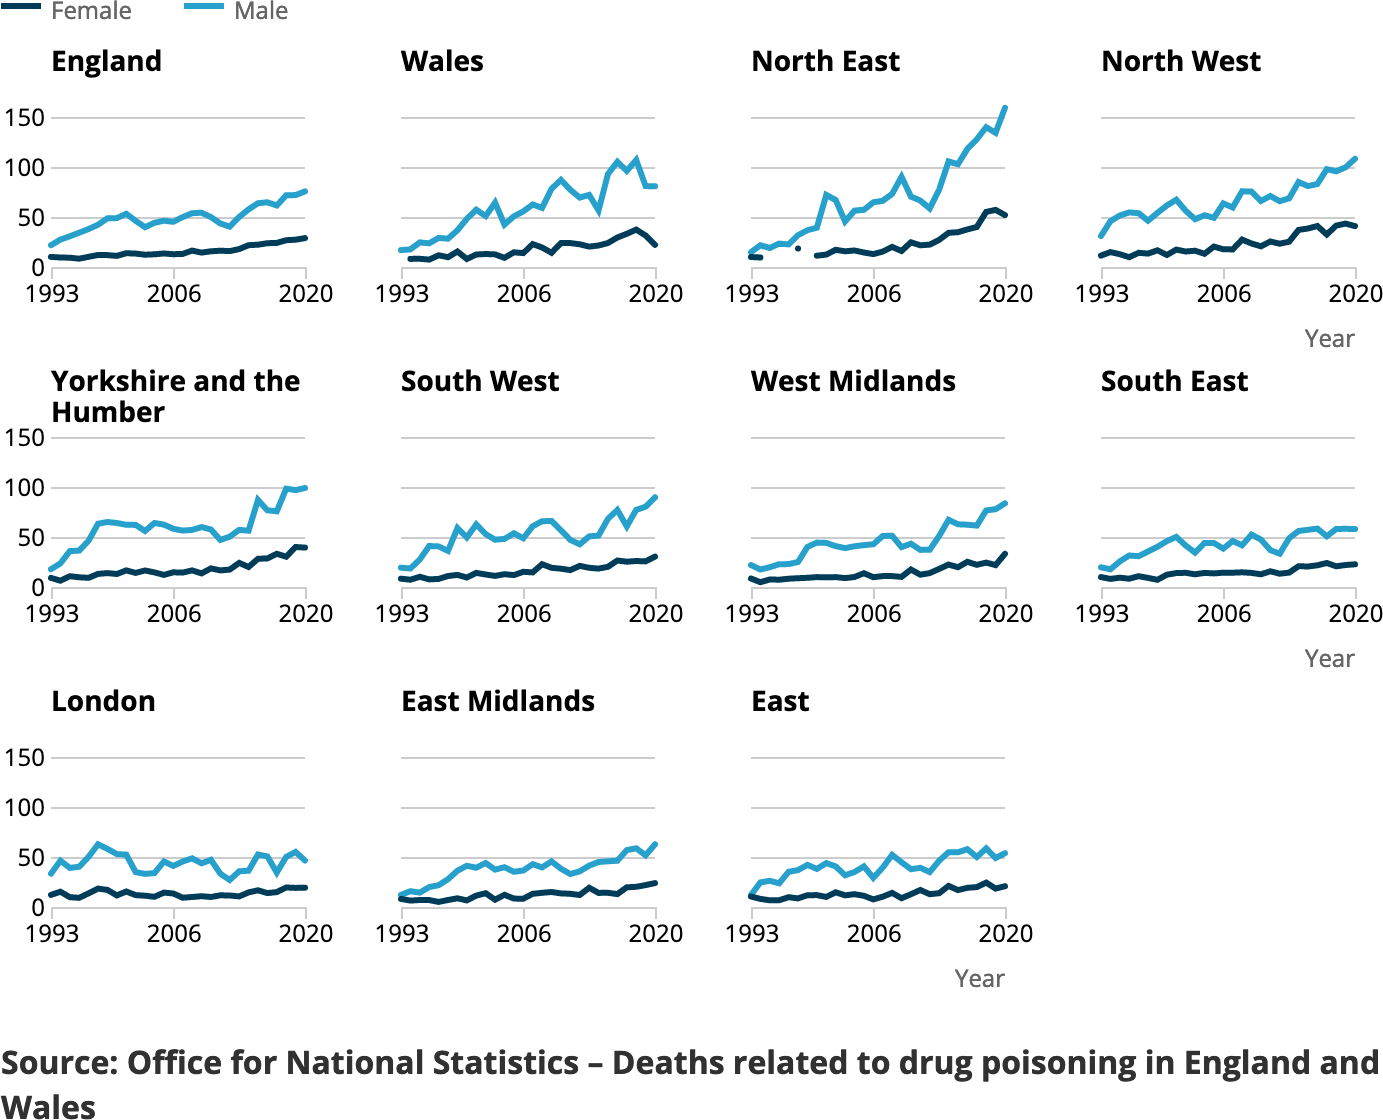 Female Male
England Wales North East North West
150
100
50
0
1993 2006 2020 1993 2006 2020 1993 2006 2020 1993 2006 2020
Year
Yorkshire and the South West West Midlands South East
Humber
150
100
50
0
1993 2006 2020 1993 2006 2020 1993 2006 2020 1993 2006 2020
Year
London East Midlands East
150
100
50
0
1993 2006 2020 1993 2006 2020 1993 2006 2020
Year
Source: Office for National Statistics – Deaths related to drug poisoning in England and
Wales